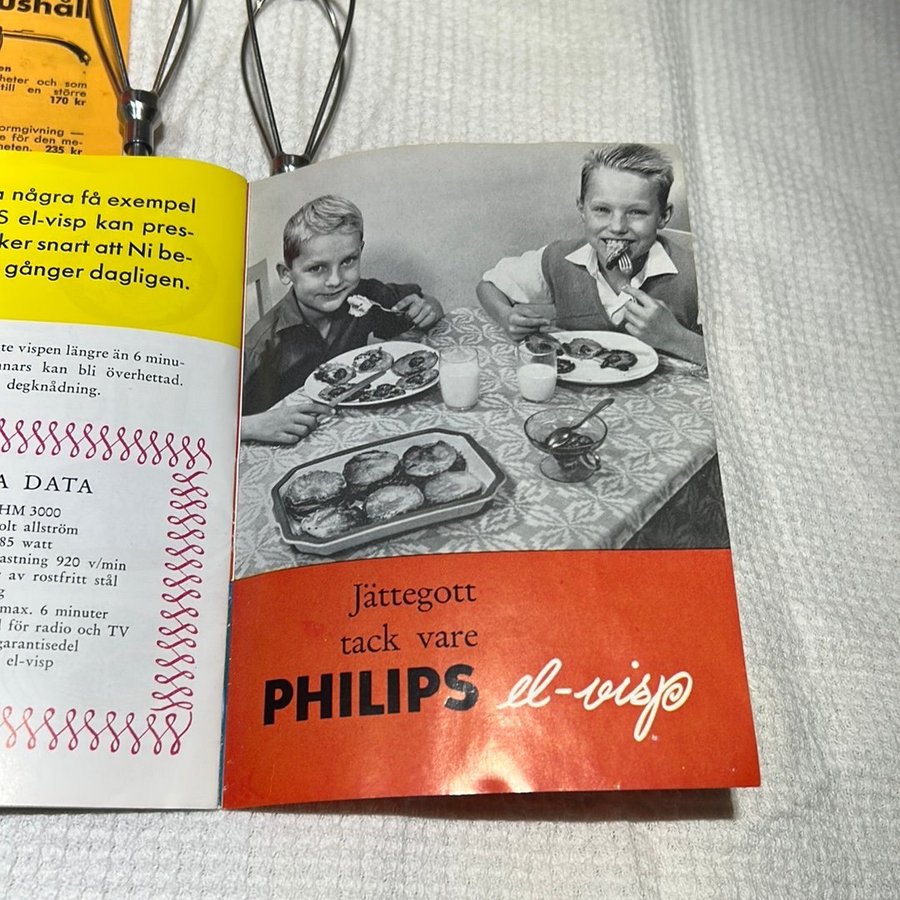 ushåll
en
heter och som
till en större
170 kr
ormgivning —
e för den me-
heten. 235 kr
a några få exempel
S el-visp kan pres-
ker snart att Ni be-
gånger dagligen.
te vispen längre än 6 minu-
nnars kan bli överhettad.
degknådning.
A DATA
HM 3000
olt allström
85 watt
astning 920 v/min
r av rostfritt stål
g
max. 6 minuter
l för radio och TV
garantisedel
el-visp
Jättegott
tack vare
PHILIPS el-visp